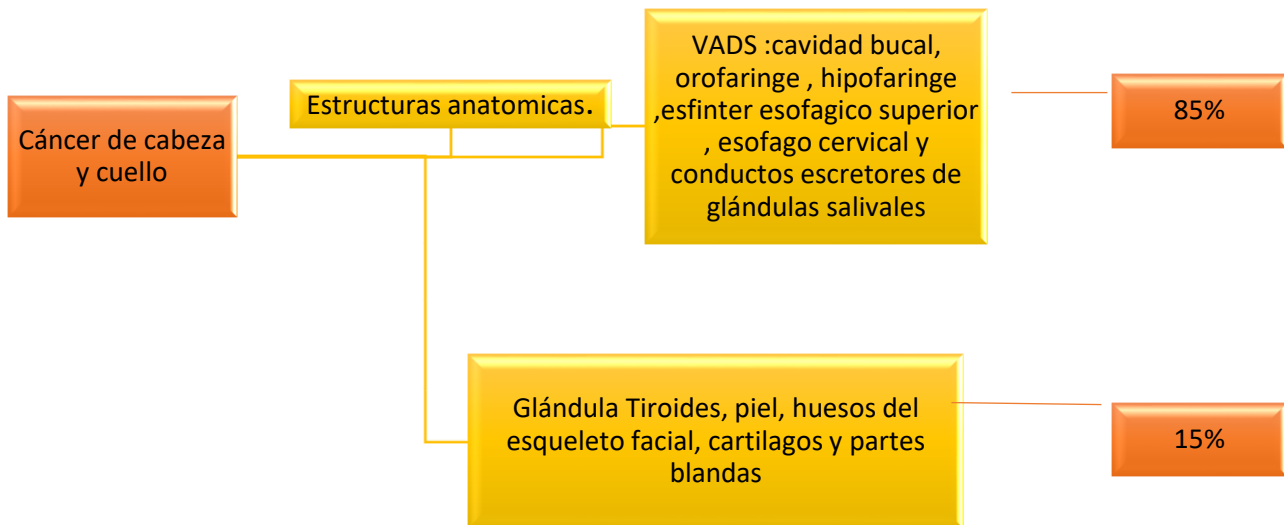 Cáncer de cabeza
y cuello
Estructuras anatomicas.
VADS :cavidad bucal,
orofaringe , hipofaringe
,esfinter esofagico superior
, esofago cervical y
conductos escretores de
glándulas salivales
85%
Glándula Tiroides, piel, huesos del
esqueleto facial, cartilagos y partes
blandas
15%